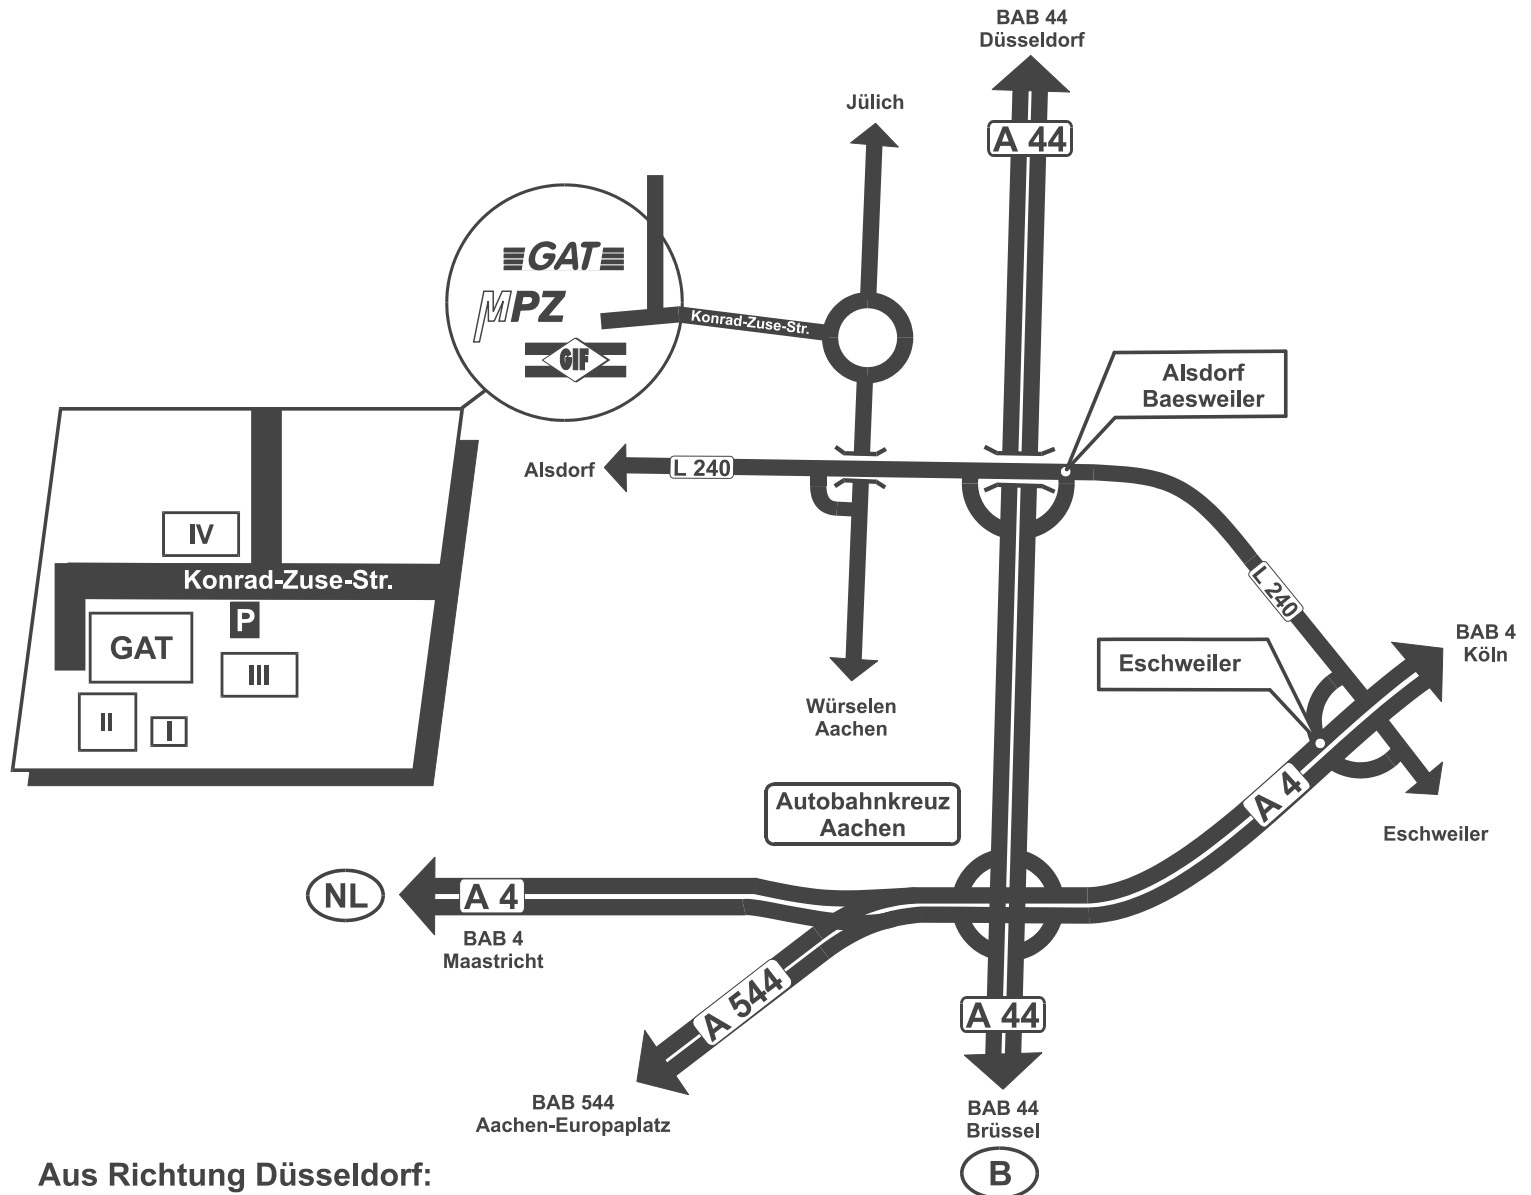 BAB 44
Düsseldorf
A 44
Jülich
GAT
MPZ
GIF
Konrad-Zuse-Str.
Alsdorf
Baesweiler
Alsdorf
L 240
IV
Konrad-Zuse-Str.
P
GAT
III
II
I
L 240
BAB 4
Köln
Eschweiler
Würselen
Aachen
Autobahnkreuz
Aachen
A 4
Eschweiler
NL
A 4
BAB 4
Maastricht
A 544
A 44
BAB 544
Aachen-Europaplatz
BAB 44
Brüssel
B
Aus Richtung Düsseldorf: